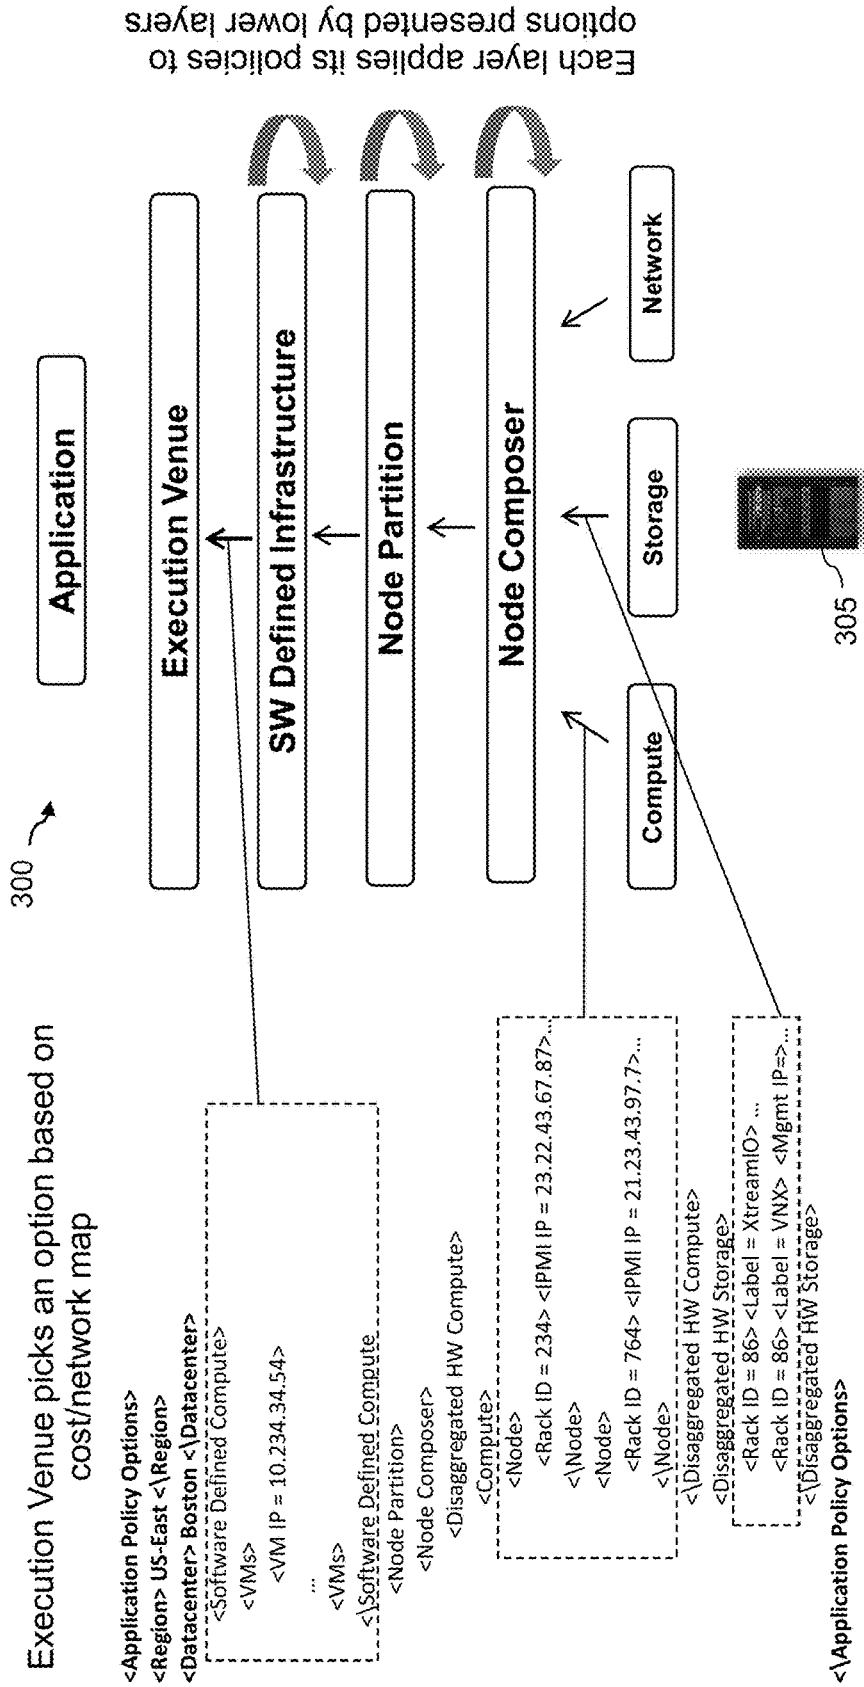 Execution Venue picks an option based on
cost/network map
<Application Policy Options>
<Region> US-East <\Region>
<Datacenter> Boston <\Datacenter>
<Software Defined Compute>
<VMs>
<VM IP = 10.234.34.54>
...
<VMs>
<\Software Defined Compute
<Node Partition>
<Node Composer>
<Disaggregated HW Compute>
<Compute>
<Node>
<Rack ID = 234> <IPMI IP = 23.22.43.67.87>...
<\Node>
<Node>
<Rack ID = 764> <IPMI IP = 21.23.43.97.7>...
<\Node>
<\Disaggregated HW Compute>
<Disaggregated HW Storage>
<Rack ID = 86> <Label = XtreamIO> ...
<Rack ID = 86> <Label = VNX> <Mgmt IP=>...
<\Disaggregated HW Storage>
<\Application Policy Options>
300
Application
Execution Venue
SW Defined Infrastructure
Node Partition
Node Composer
Compute
Storage
Network
305
Each layer applies its policies to
options presented by lower layers